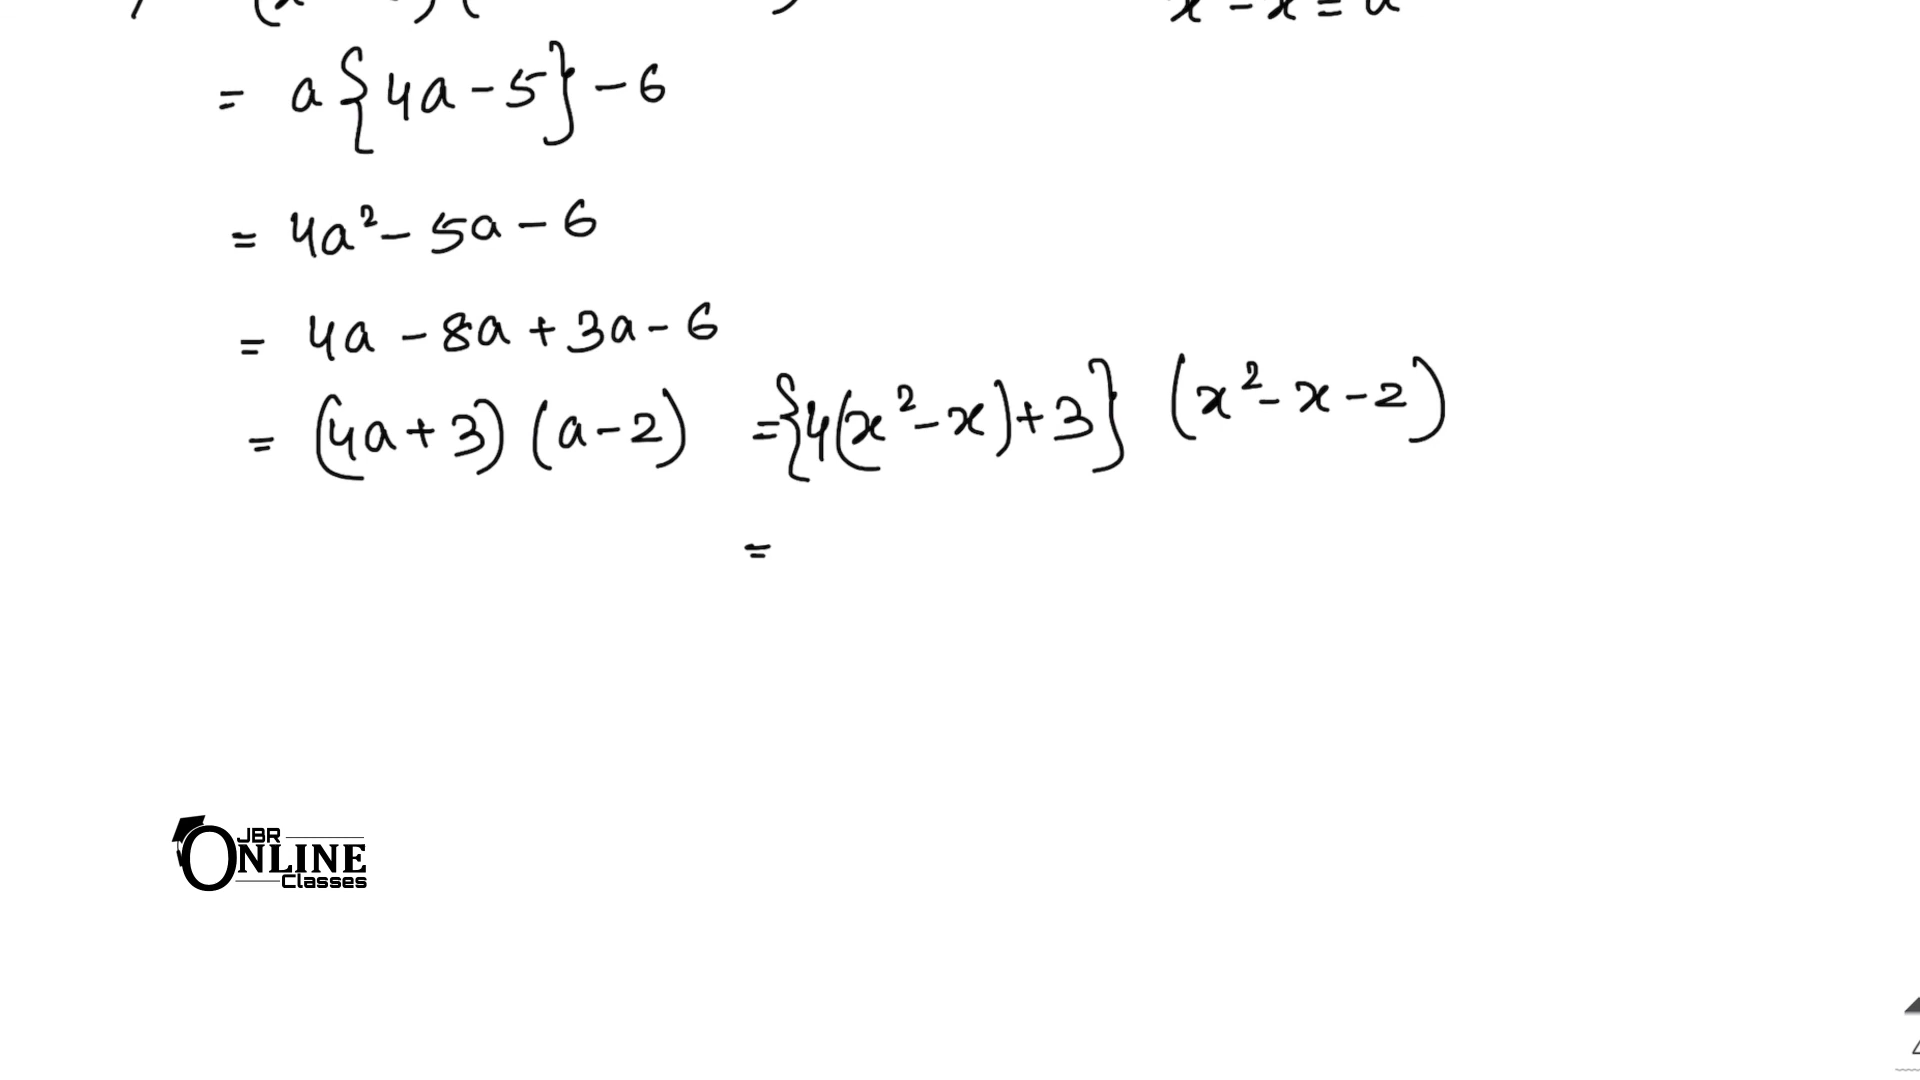 x² - x = a
= a{4a - 5} - 6
= 4a² - 5a - 6
= 4a - 8a + 3a - 6
= (4a + 3) (a - 2) = {4(x² - x) + 3} (x² - x - 2)
=
JBR
ONLINE
Classes